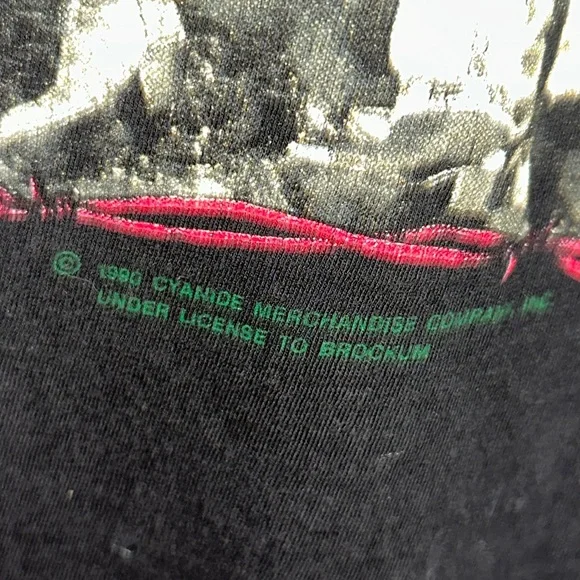 © 1990 CYANIDE MERCHANDISE COMPANY INC.
UNDER LICENSE TO BROCKUM